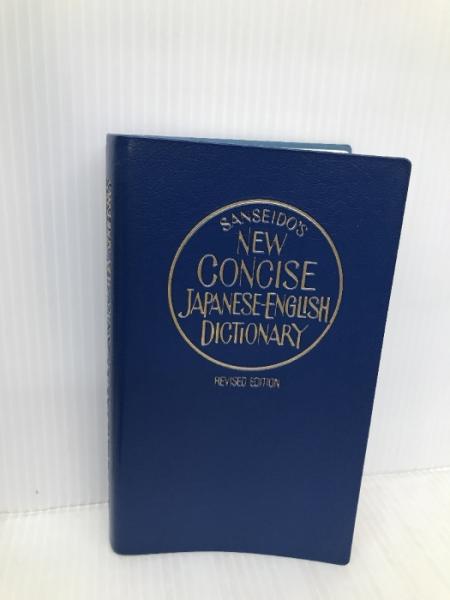 SANSEIDO'S
NEW
CONCISE
JAPANESE-ENGLISH
DICTIONARY
REVISED EDITION